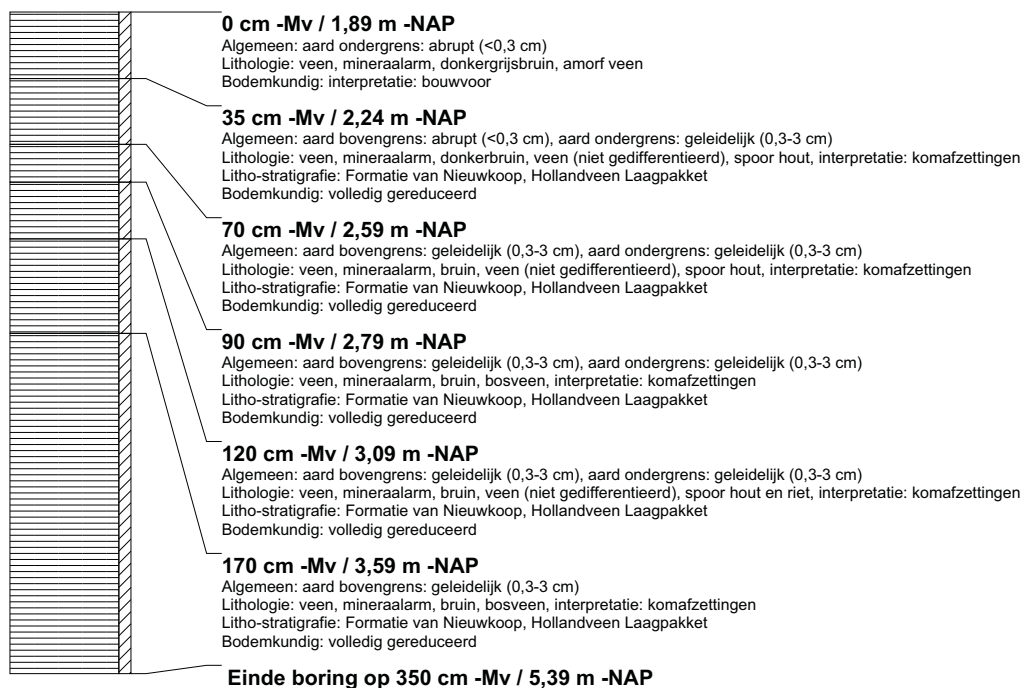 0 cm -Mv / 1,89 m -NAP
Algemeen: aard ondergrens: abrupt (<0,3 cm)
Lithologie: veen, mineraalarm, donkergrijsbruin, amorf veen
Bodemkundig: interpretatie: bouwvoor
35 cm -Mv / 2,24 m -NAP
Algemeen: aard bovengrens: abrupt (<0,3 cm), aard ondergrens: geleidelijk (0,3-3 cm)
Lithologie: veen, mineraalarm, donkerbruin, veen (niet gedifferentieerd), spoor hout, interpretatie: komafzettingen
Litho-stratigrafie: Formatie van Nieuwkoop, Hollandveen Laagpakket
Bodemkundig: volledig gereduceerd
70 cm -Mv / 2,59 m -NAP
Algemeen: aard bovengrens: geleidelijk (0,3-3 cm), aard ondergrens: geleidelijk (0,3-3 cm)
Lithologie: veen, mineraalarm, bruin, veen (niet gedifferentieerd), spoor hout, interpretatie: komafzettingen
Litho-stratigrafie: Formatie van Nieuwkoop, Hollandveen Laagpakket
Bodemkundig: volledig gereduceerd
90 cm -Mv / 2,79 m -NAP
Algemeen: aard bovengrens: geleidelijk (0,3-3 cm), aard ondergrens: geleidelijk (0,3-3 cm)
Lithologie: veen, mineraalarm, bruin, bosveen, interpretatie: komafzettingen
Litho-stratigrafie: Formatie van Nieuwkoop, Hollandveen Laagpakket
Bodemkundig: volledig gereduceerd
120 cm -Mv / 3,09 m -NAP
Algemeen: aard bovengrens: geleidelijk (0,3-3 cm), aard ondergrens: geleidelijk (0,3-3 cm)
Lithologie: veen, mineraalarm, bruin, veen (niet gedifferentieerd), spoor hout en riet, interpretatie: komafzettingen
Litho-stratigrafie: Formatie van Nieuwkoop, Hollandveen Laagpakket
Bodemkundig: volledig gereduceerd
170 cm -Mv / 3,59 m -NAP
Algemeen: aard bovengrens: geleidelijk (0,3-3 cm)
Lithologie: veen, mineraalarm, bruin, bosveen, interpretatie: komafzettingen
Litho-stratigrafie: Formatie van Nieuwkoop, Hollandveen Laagpakket
Bodemkundig: volledig gereduceerd
Einde boring op 350 cm -Mv / 5,39 m -NAP